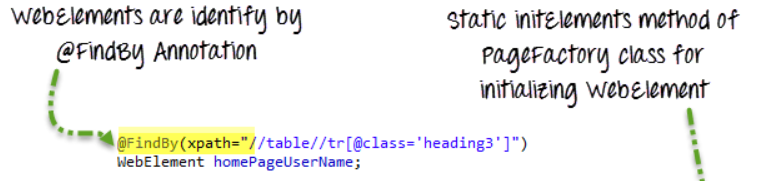 WebElements are identify by
@FindBy Annotation
Static initElements method of
PageFactory class for
initializing WebElement
@FindBy(xpath="//table//tr[@class='heading3']")
WebElement homePageUserName;